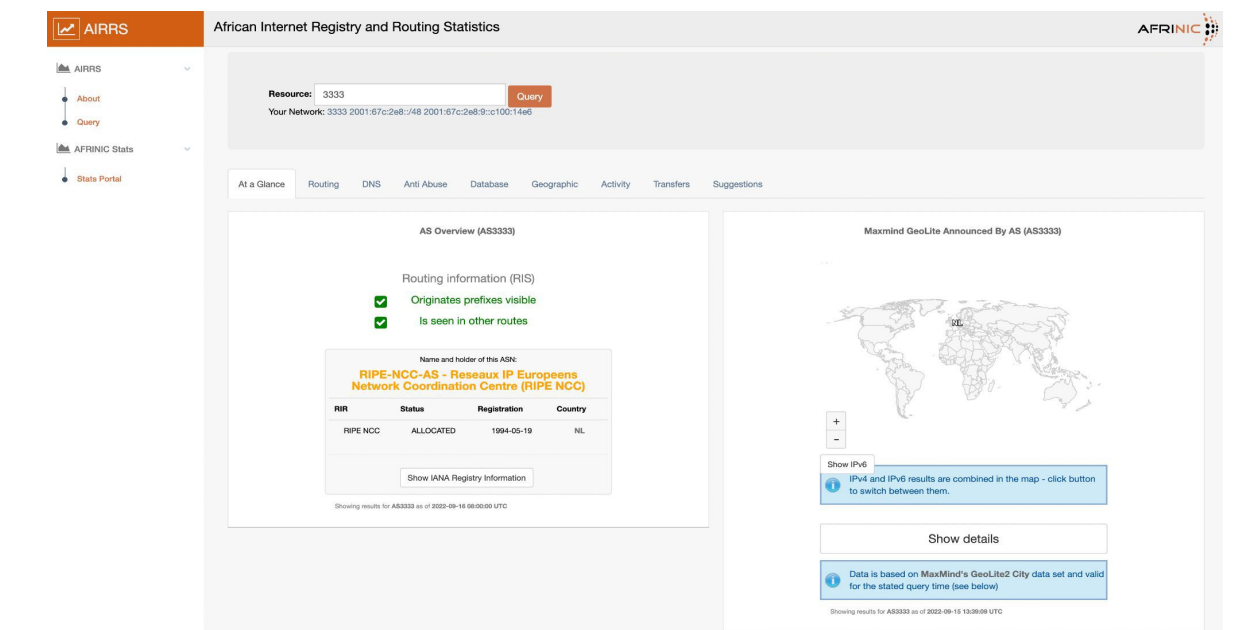 AIRRS
African Internet Registry and Routing Statistics
AFRINIC
AIRRS
About
Query
AFRINIC Stats
Stats Portal
Resource: 3333 Query
Your Network: 3333 2001:67c:2e8::/48 2001:67c:2e8:9::c100:14e6
At a Glance Routing DNS Anti Abuse Database Geographic Activity Transfers Suggestions
AS Overview (AS3333)
Routing information (RIS)
Originates prefixes visible
Is seen in other routes
Name and holder of this ASN:
RIPE-NCC-AS - Reseaux IP Europeens
Network Coordination Centre (RIPE NCC)
RIR Status Registration Country
RIPE NCC ALLOCATED 1994-05-19 NL
Show IANA Registry Information
Showing results for AS3333 as of 2022-09-16 08:00:00 UTC
Maxmind GeoLite Announced By AS (AS3333)
NL
+
−
Show IPv6
IPv4 and IPv6 results are combined in the map - click button
to switch between them.
Show details
Data is based on MaxMind's GeoLite2 City data set and valid
for the stated query time (see below)
Showing results for AS3333 as of 2022-09-15 13:39:09 UTC